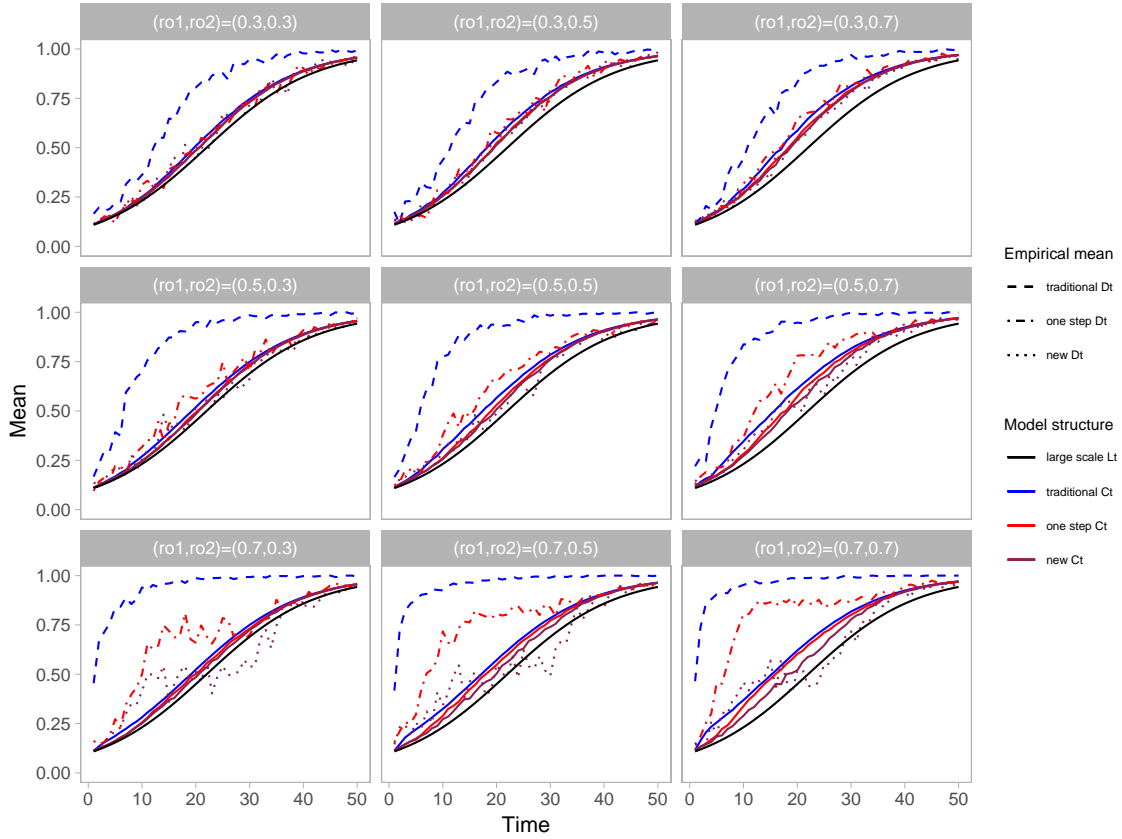 (ro1,ro2)=(0.3,0.3) (ro1,ro2)=(0.3,0.5) (ro1,ro2)=(0.3,0.7)
1.00
0.75
0.50
0.25
0.00
(ro1,ro2)=(0.5,0.3) (ro1,ro2)=(0.5,0.5) (ro1,ro2)=(0.5,0.7)
1.00
0.75
0.50
0.25
0.00
(ro1,ro2)=(0.7,0.3) (ro1,ro2)=(0.7,0.5) (ro1,ro2)=(0.7,0.7)
1.00
0.75
0.50
0.25
0.00
0 10 20 30 40 50 0 10 20 30 40 50 0 10 20 30 40 50
Mean
Time
Empirical mean
traditional Dt
one step Dt
new Dt
Model structure
large scale Lt
traditional Ct
one step Ct
new Ct